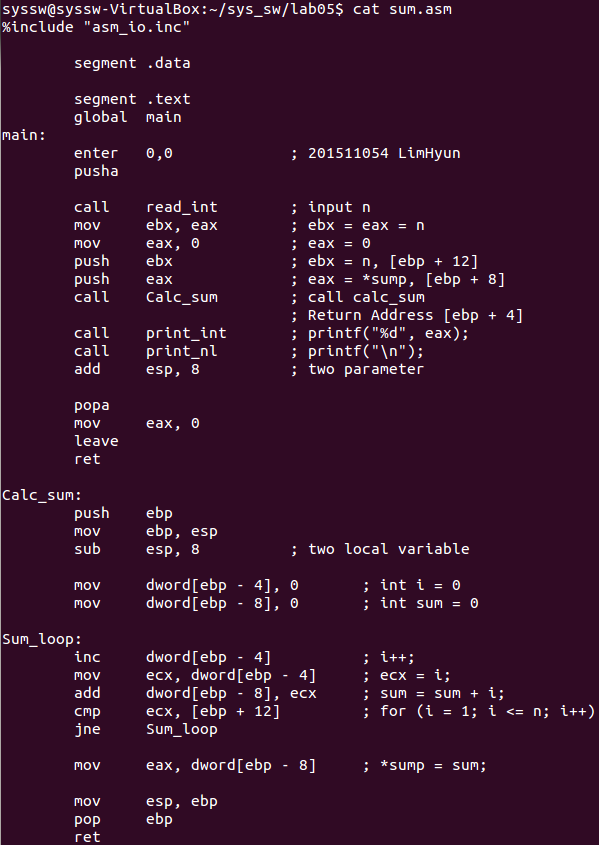 syssw@syssw-VirtualBox:~/sys_sw/lab05$ cat sum.asm
%include "asm_io.inc"
segment .data
segment .text
global main
main:
enter 0,0 ; 201511054 LimHyun
pusha
call read_int ; input n
mov ebx, eax ; ebx = eax = n
mov eax, 0 ; eax = 0
push ebx ; ebx = n, [ebp + 12]
push eax ; eax = *sump, [ebp + 8]
call Calc_sum ; call calc_sum
; Return Address [ebp + 4]
call print_int ; printf("%d", eax);
call print_nl ; printf("\n");
add esp, 8 ; two parameter
popa
mov eax, 0
leave
ret
Calc_sum:
push ebp
mov ebp, esp
sub esp, 8 ; two local variable
mov dword[ebp - 4], 0 ; int i = 0
mov dword[ebp - 8], 0 ; int sum = 0
Sum_loop:
inc dword[ebp - 4] ; i++;
mov ecx, dword[ebp - 4] ; ecx = i;
add dword[ebp - 8], ecx ; sum = sum + i;
cmp ecx, [ebp + 12] ; for (i = 1; i <= n; i++)
jne Sum_loop
mov eax, dword[ebp - 8] ; *sump = sum;
mov esp, ebp
pop ebp
ret